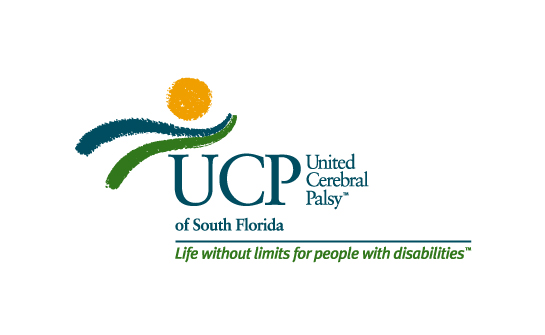 UCP
United
Cerebral
Palsy™
of South Florida
Life without limits for people with disabilities™